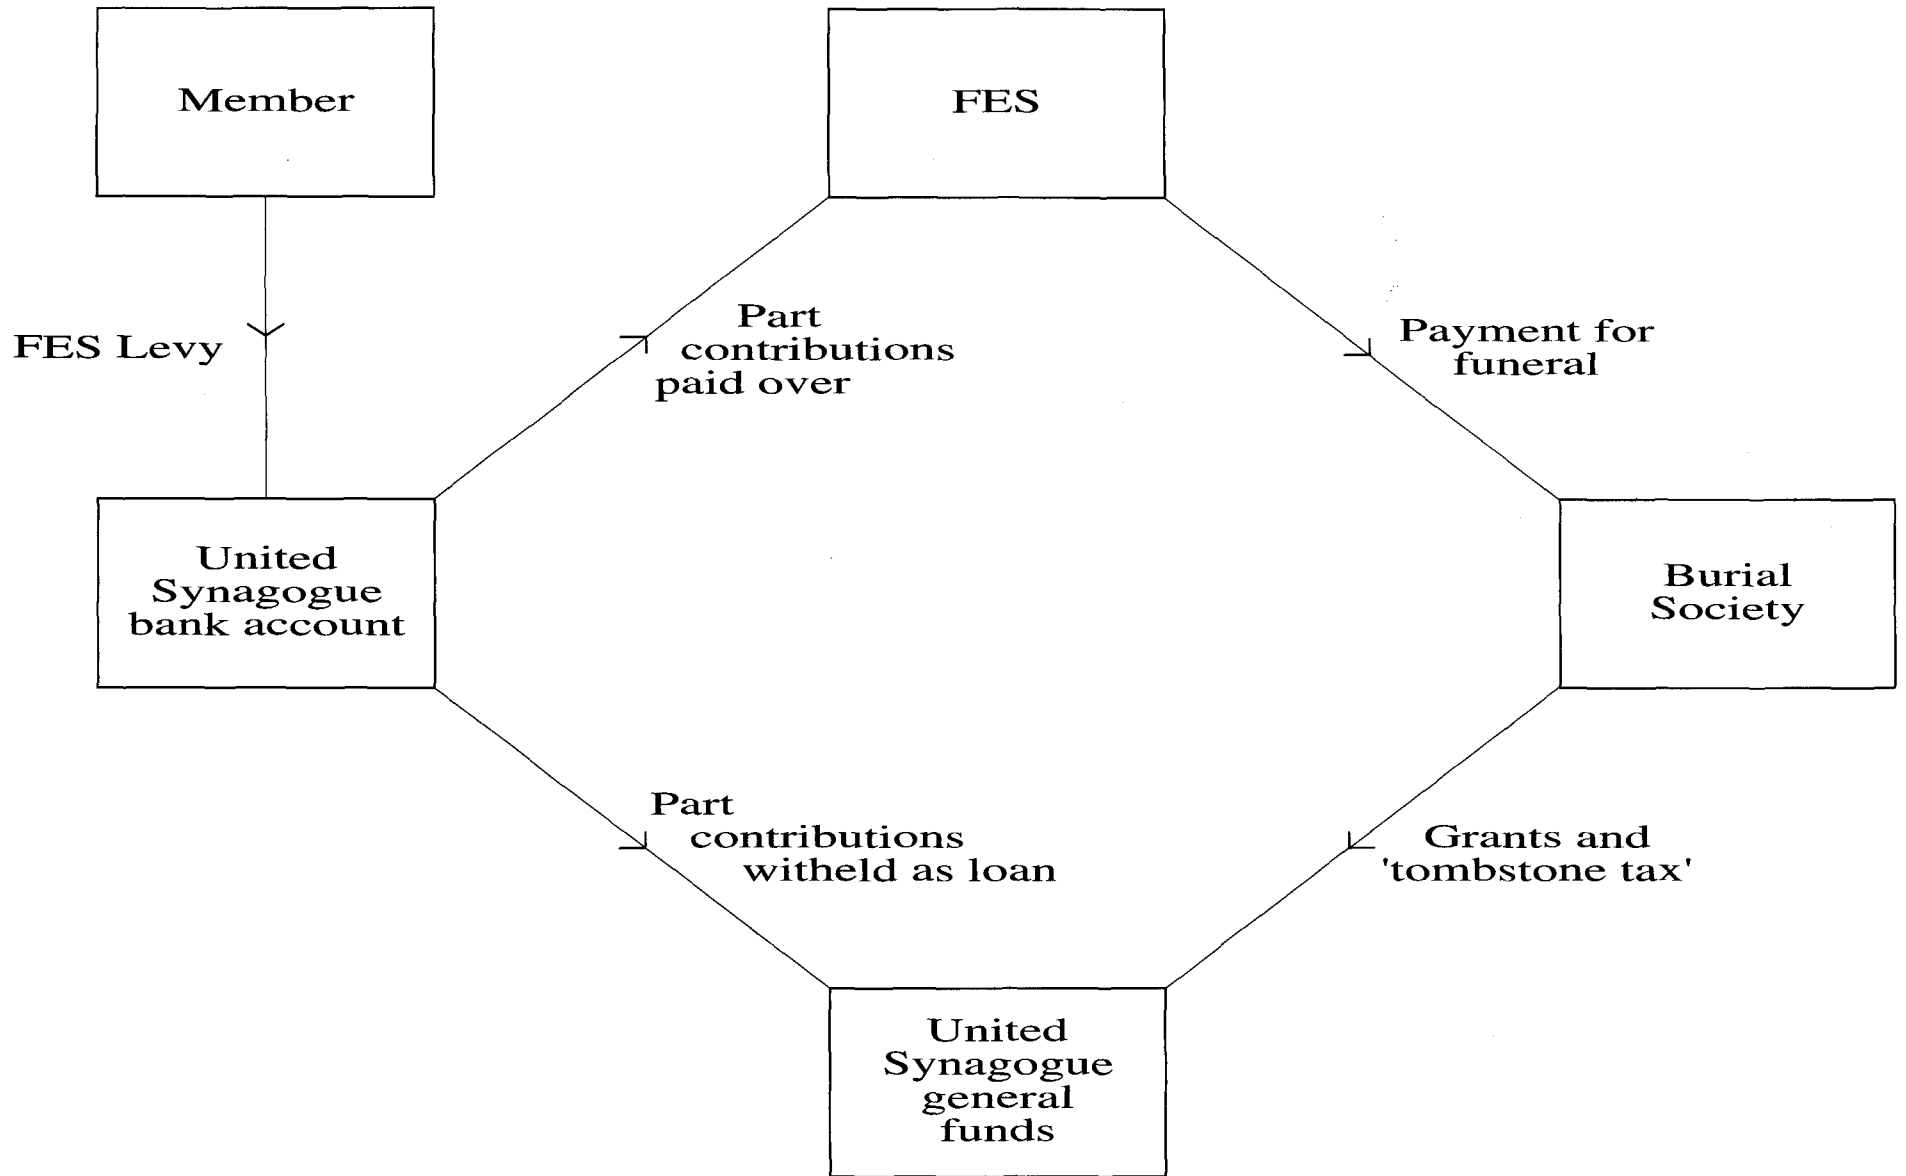 Member
FES
FES Levy
Part
contributions
paid over
Payment for
funeral
United
Synagogue
bank account
Burial
Society
Part
contributions
witheld as loan
Grants and
'tombstone tax'
United
Synagogue
general
funds